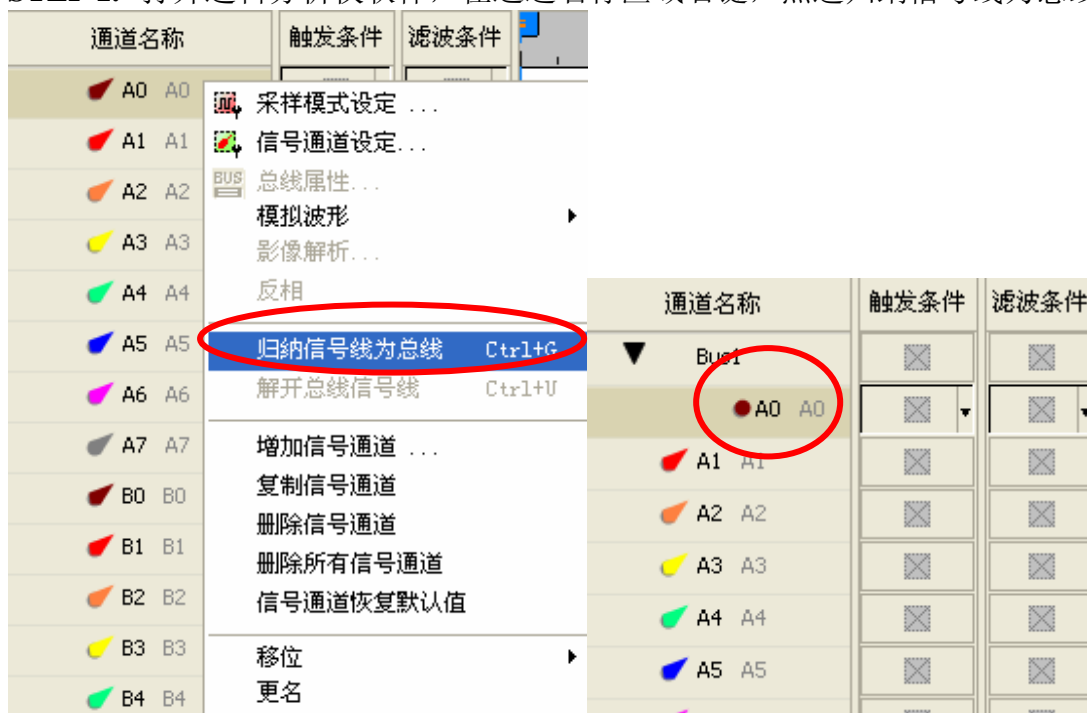 通道名称 触发条件 滤波条件
A0 A0
A1 A1
A2 A2
A3 A3
A4 A4
A5 A5
A6 A6
A7 A7
B0 B0
B1 B1
B2 B2
B3 B3
B4 B4
采样模式设定 ...
信号通道设定...
BUS 总线属性...
模拟波形
影像解析...
反相
归纳信号线为总线 Ctrl+G
解开总线信号线 Ctrl+U
增加信号通道 ...
复制信号通道
删除信号通道
删除所有信号通道
信号通道恢复默认值
移位
更名
通道名称 触发条件 滤波条件
Bus1
A0 A0
A1 A1
A2 A2
A3 A3
A4 A4
A5 A5